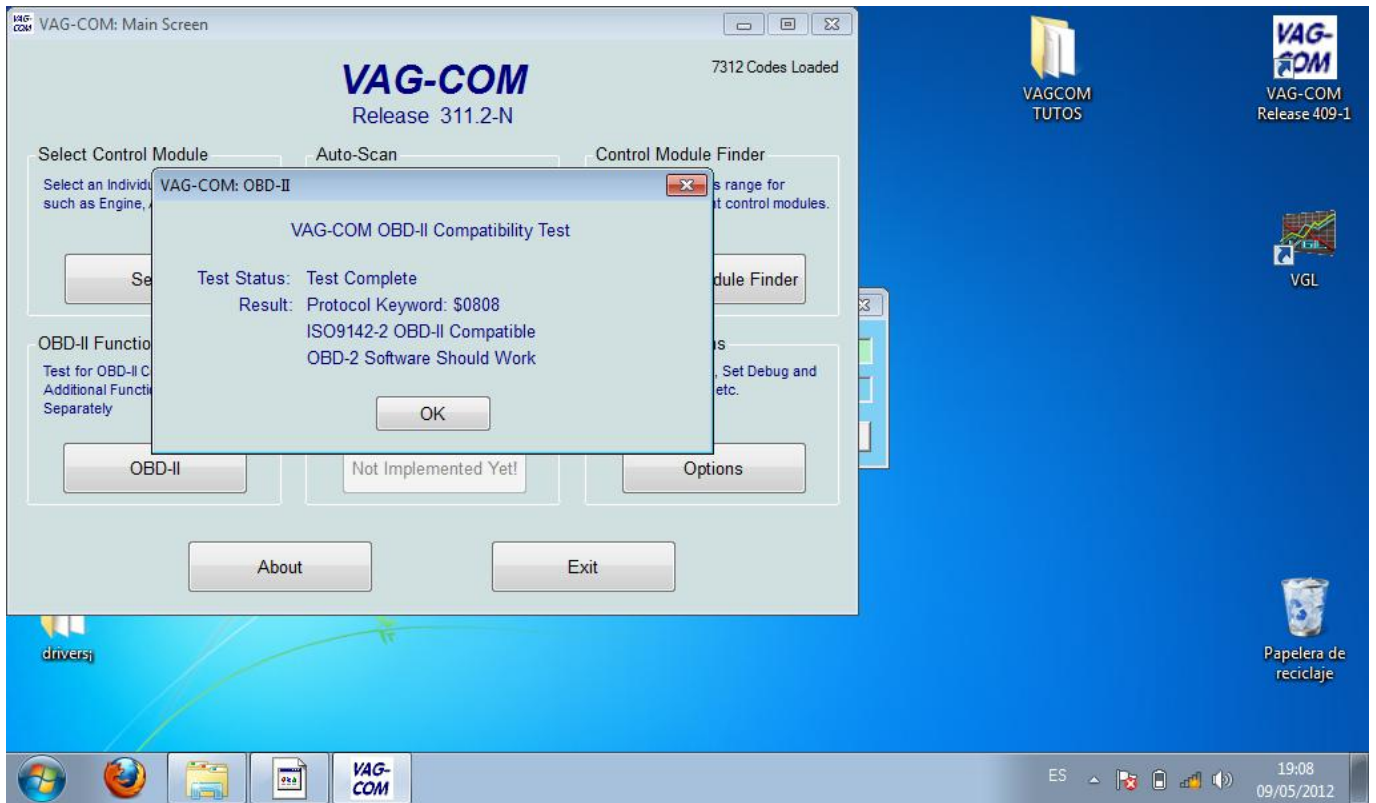 VAG-COM: Main Screen
VAG-COM
7312 Codes Loaded
Release 311.2-N
Select Control Module
Auto-Scan
Control Module Finder
Select an Individ
such as Engine,
s range for
control modules.
VAG-COM: OBD-II
VAG-COM OBD-II Compatibility Test
Test Status: Test Complete
Result: Protocol Keyword: $0808
ISO9142-2 OBD-II Compatible
OBD-2 Software Should Work
OK
Se
dule Finder
OBD-II Functio
Test for OBD-II C
Additional Functi
Separately
, Set Debug and
etc.
OBD-II
Not Implemented Yet!
Options
About
Exit
VAGCOM
TUTOS
VAG-
COM
VAG-COM
Release 409-1
VGL
drivers¡
Papelera de
reciclaje
VAG-
COM
ES
19:08
09/05/2012